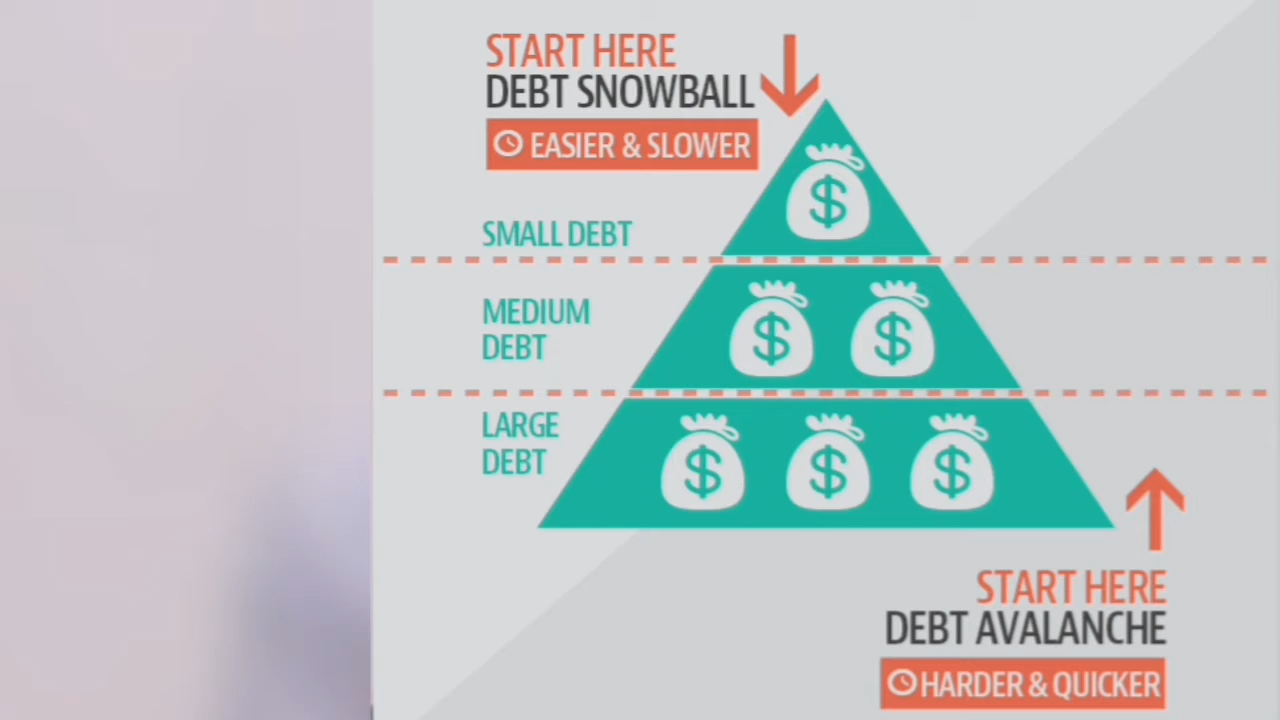 START HERE
DEBT SNOWBALL
EASIER & SLOWER
$
SMALL DEBT
MEDIUM
DEBT
$ $
LARGE
DEBT
$ $ $
START HERE
DEBT AVALANCHE
HARDER & QUICKER